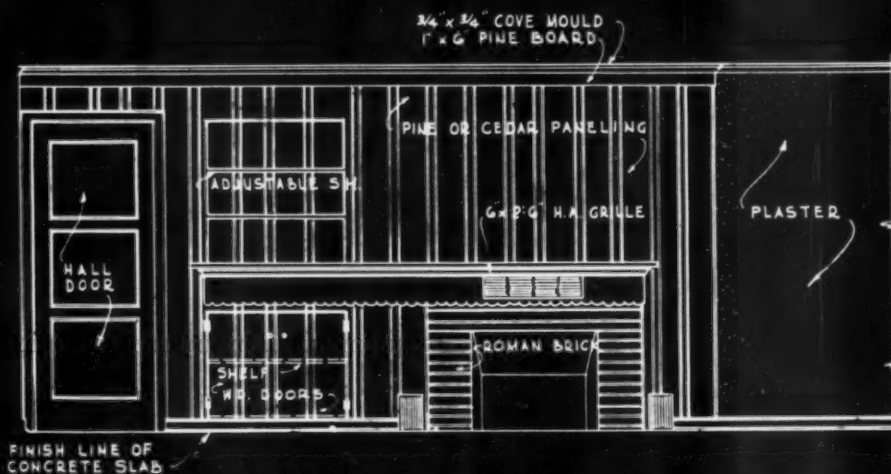 3/4" x 3/4" COVE MOULD
1" x 6" PINE BOARD
PINE OR CEDAR PANELING
ADJUSTABLE SH.
6" x 2'-6" H.A. GRILLE
PLASTER
HALL
DOOR
ROMAN BRICK
SHELF
WD. DOORS
FINISH LINE OF
CONCRETE SLAB